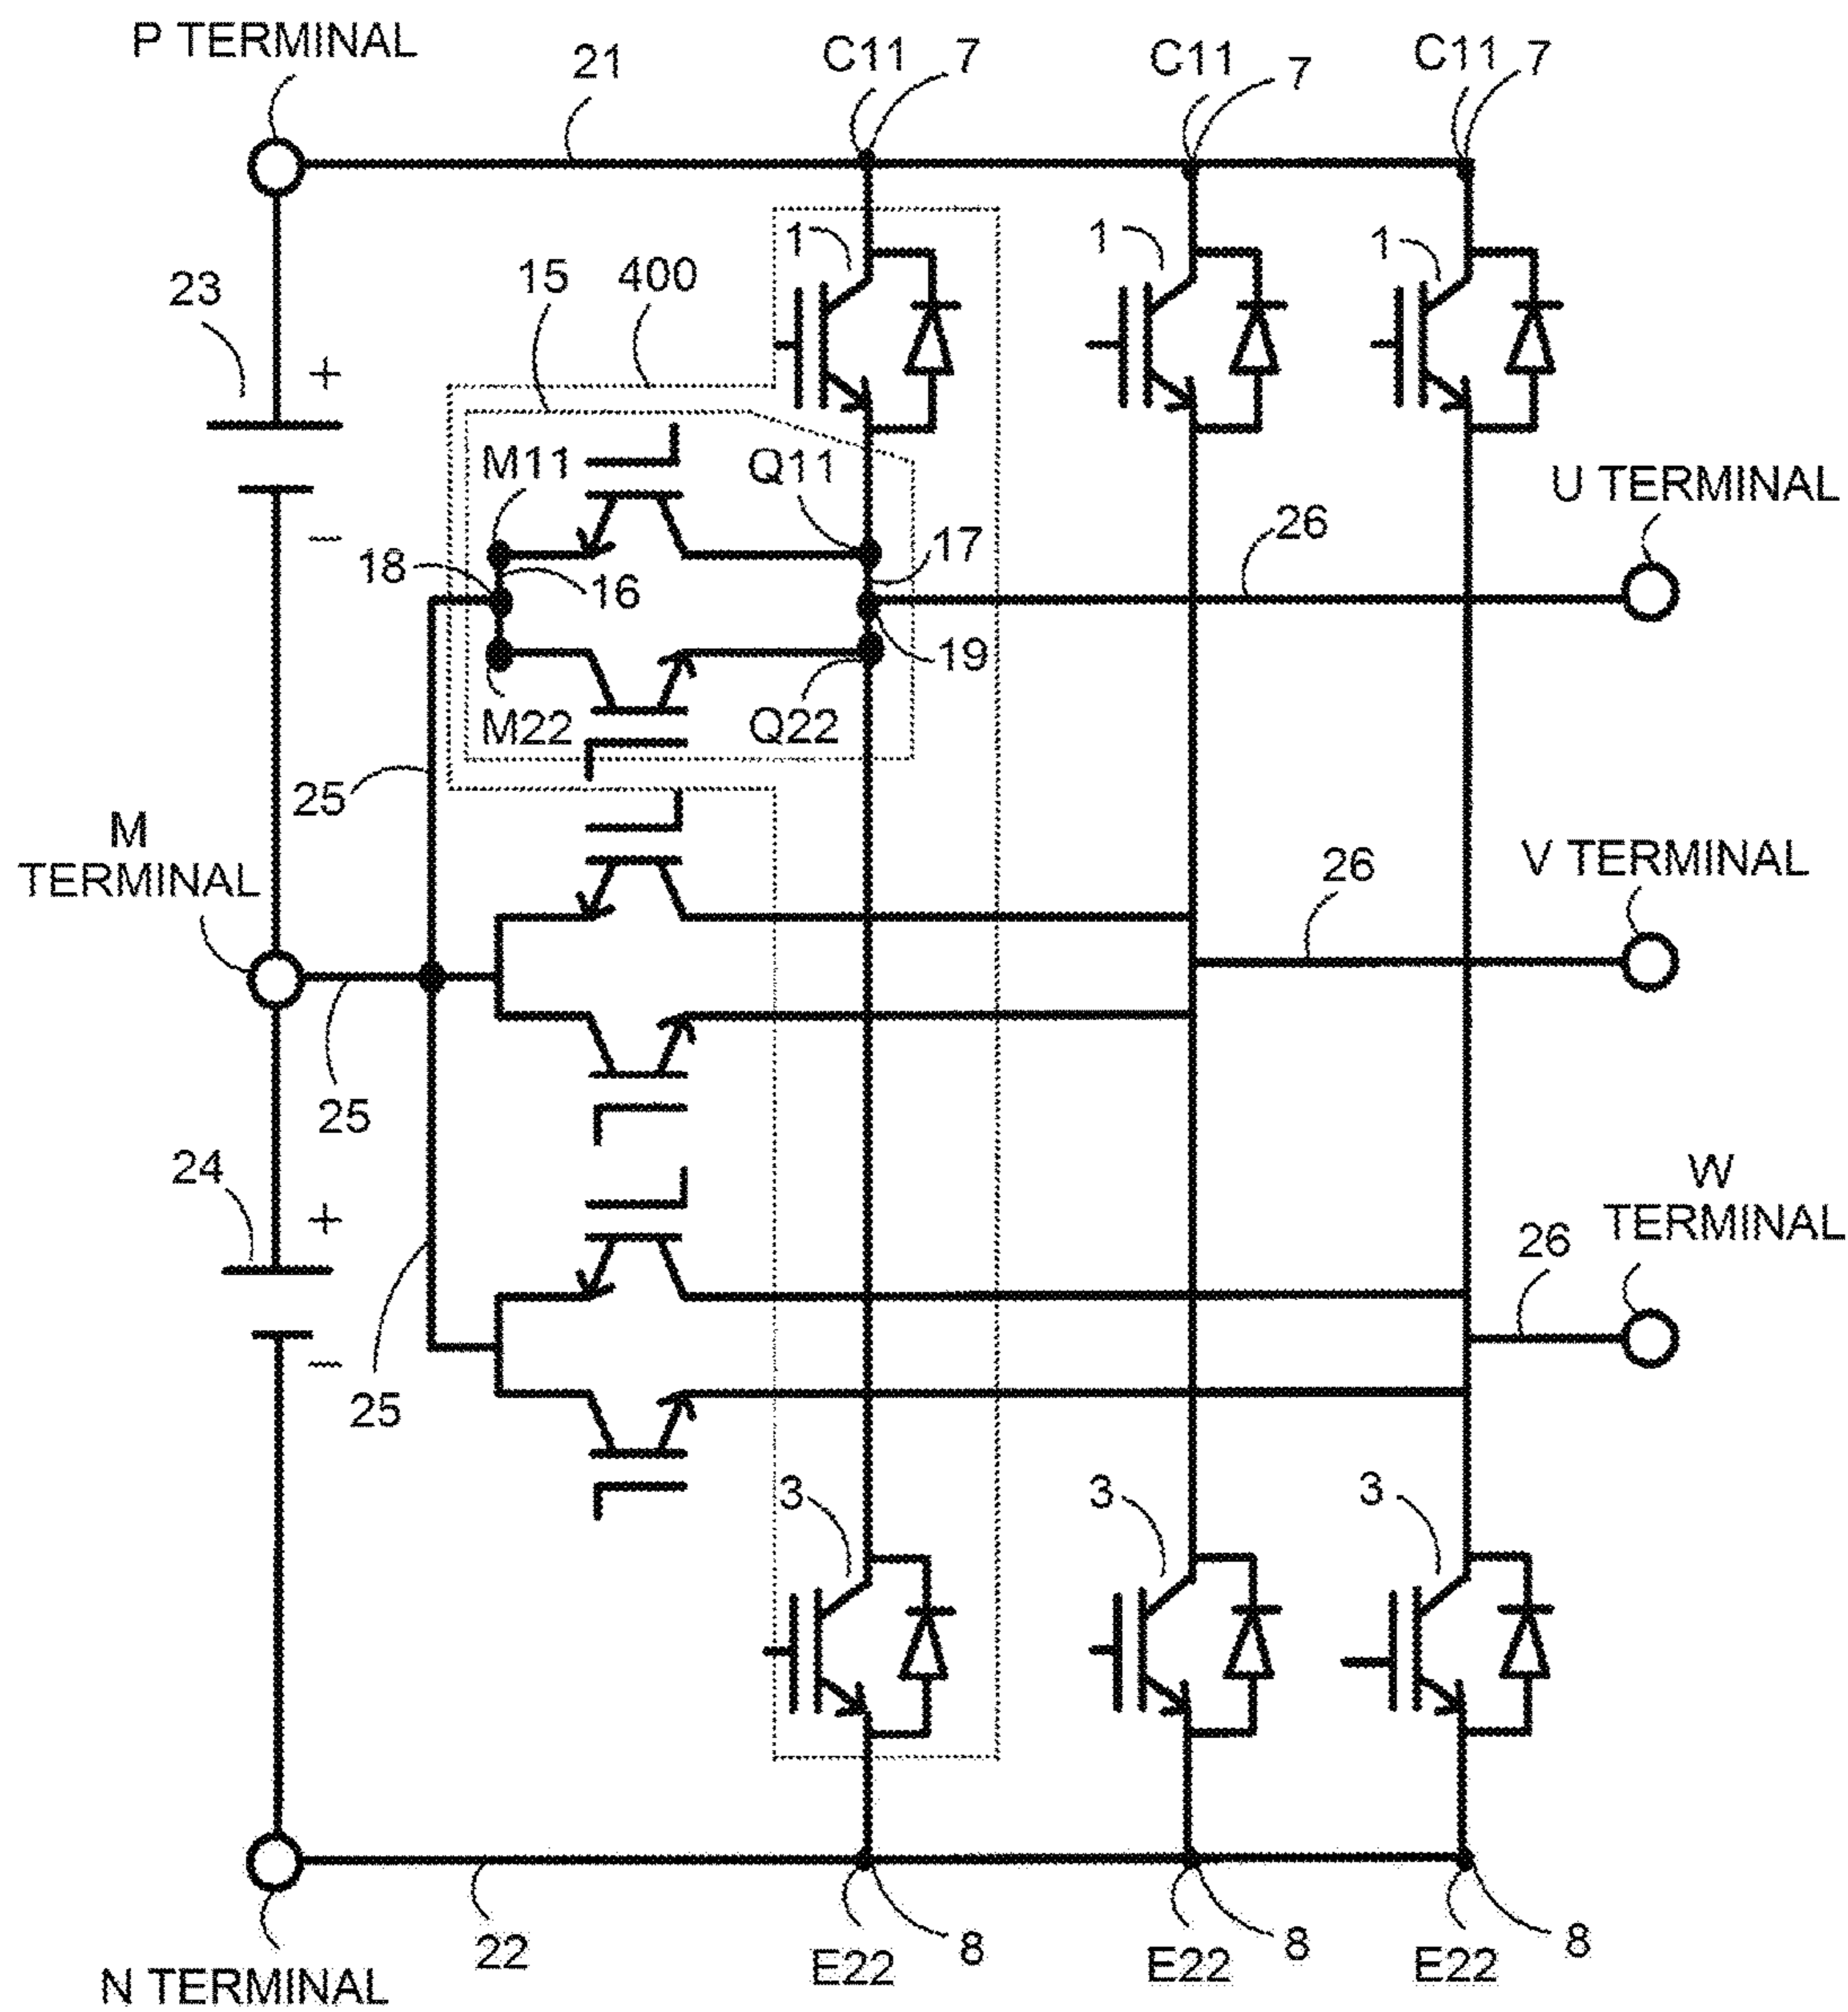 P TERMINAL
21
C11
7
C11
7
C11
7
1
1
1
23
15
400
+
−
M11
Q11
U TERMINAL
18
16
17
26
19
M22
Q22
25
M
TERMINAL
V TERMINAL
26
25
24
+
−
W
TERMINAL
26
25
3
3
3
22
E22
8
E22
8
E22
8
N TERMINAL